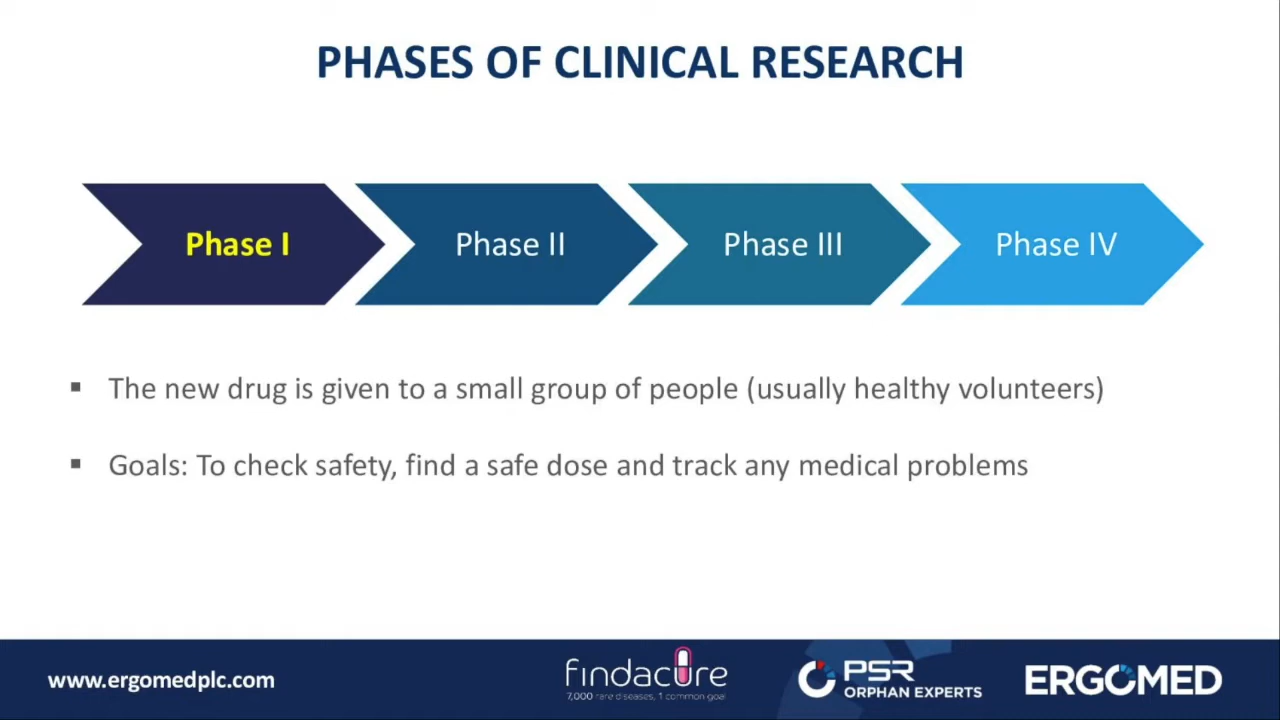 PHASES OF CLINICAL RESEARCH
Phase I
Phase II
Phase III
Phase IV
▪ The new drug is given to a small group of people (usually healthy volunteers)
▪ Goals: To check safety, find a safe dose and track any medical problems
www.ergomedplc.com
findacure
7,000 rare diseases, 1 common goal
PSR
ORPHAN EXPERTS
ERGOMED